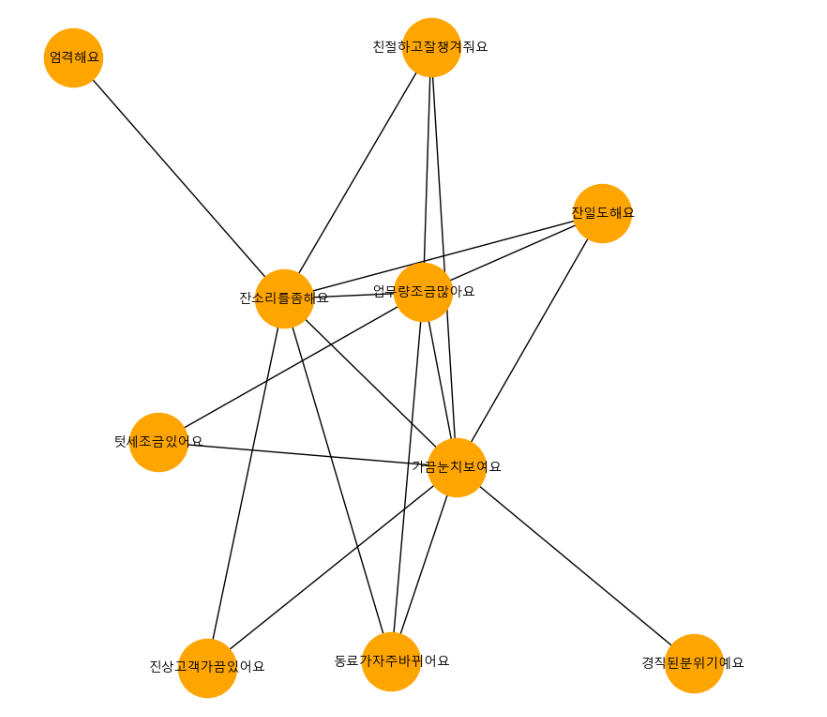 친절하고잘챙겨줘요
엄격해요
잔일도해요
잔소리를좀해요
업무량조금많아요
텃세조금있어요
가끔눈치보여요
진상고객가끔있어요
동료가자주바뀌어요
경직된분위기예요